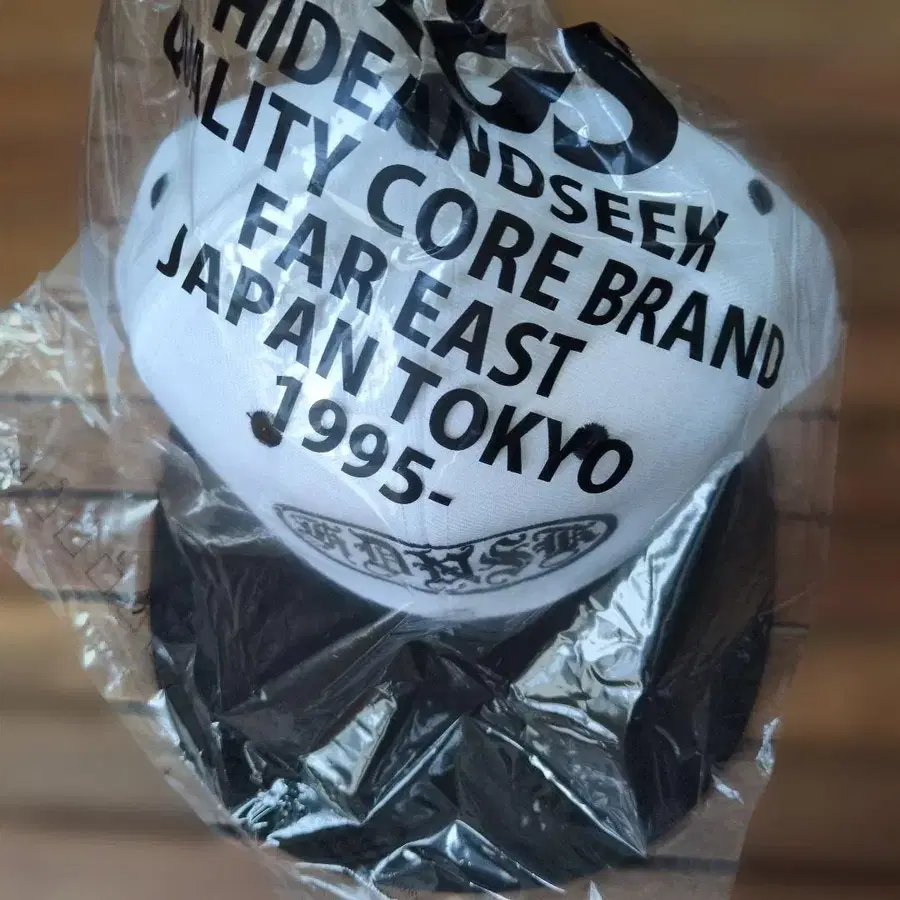 HIDEANDSEEK
QUALITY CORE BRAND
FAR EAST
JAPAN TOKYO
1995-